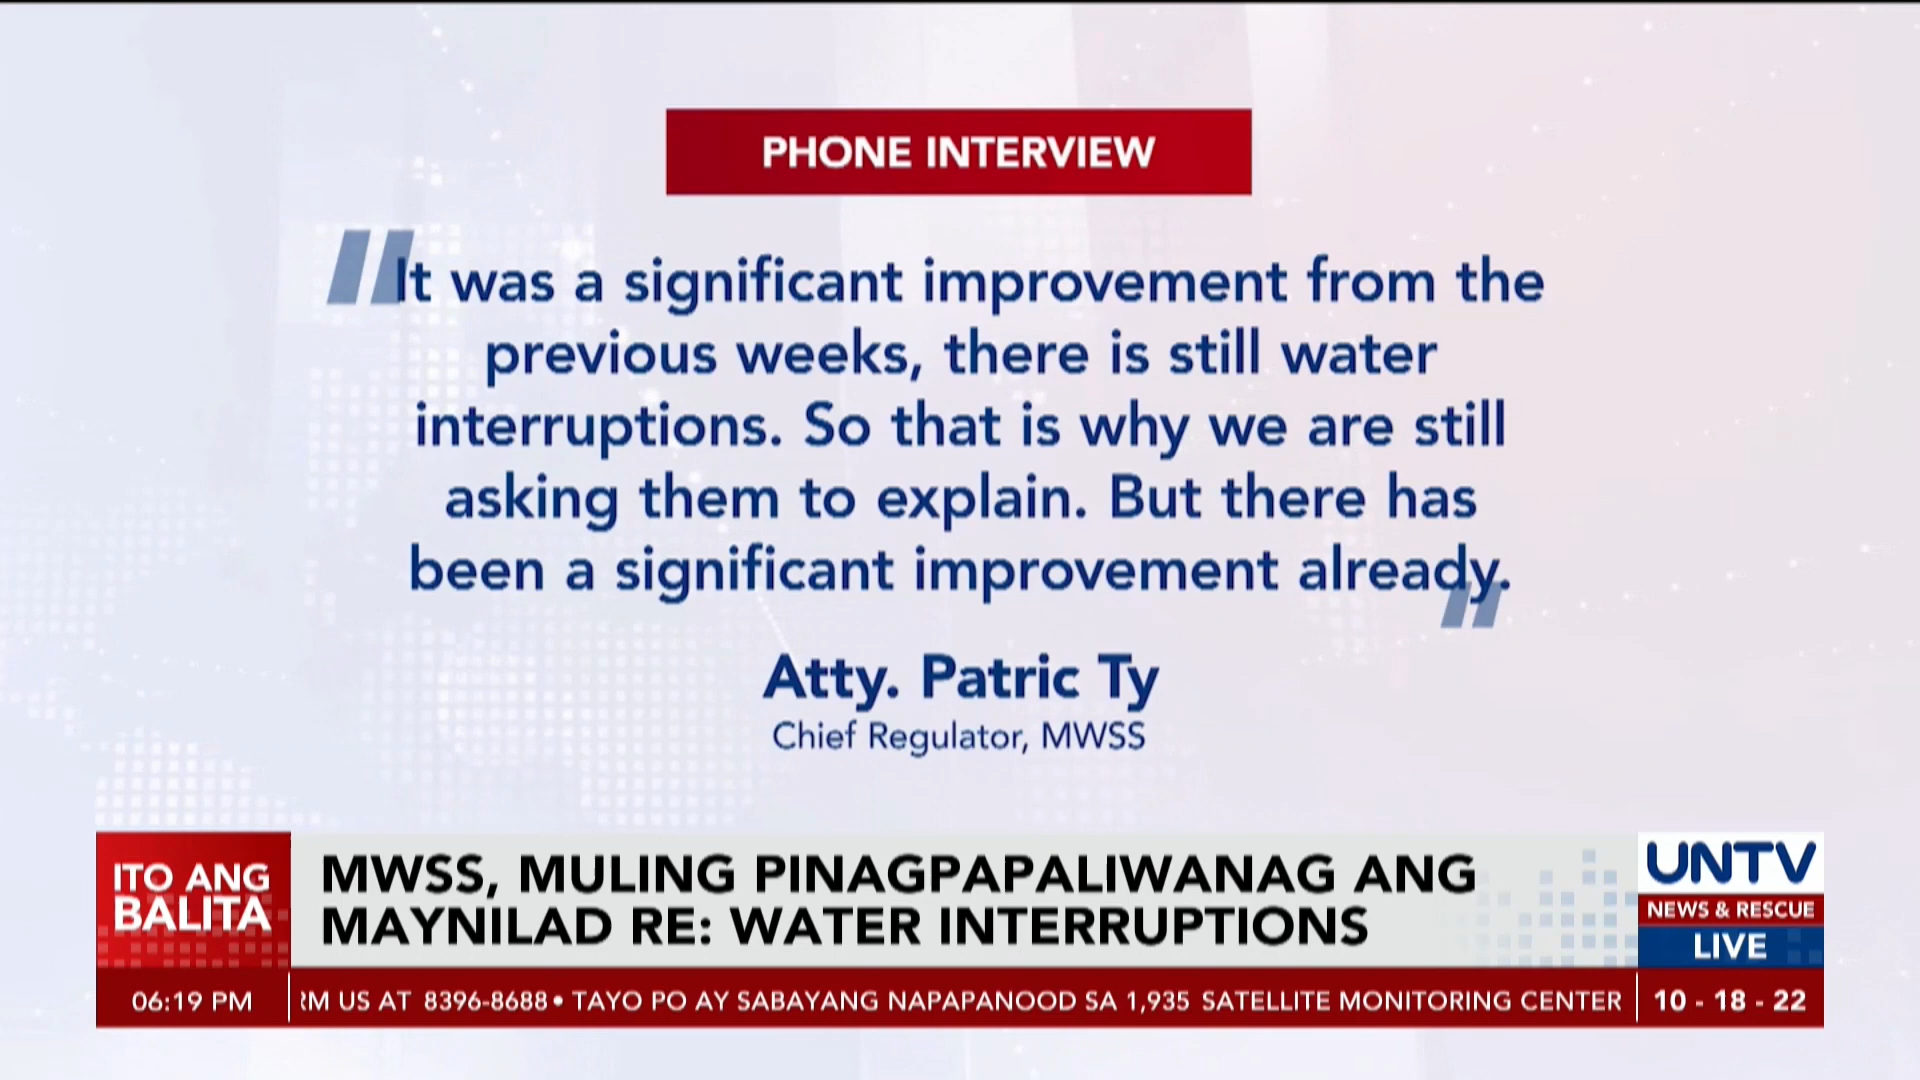 PHONE INTERVIEW
It was a significant improvement from the
previous weeks, there is still water
interruptions. So that is why we are still
asking them to explain. But there has
been a significant improvement already.
Atty. Patric Ty
Chief Regulator, MWSS
ITO ANG
BALITA
MWSS, MULING PINAGPAPALIWANAG ANG
MAYNILAD RE: WATER INTERRUPTIONS
UNTV
NEWS & RESCUE
LIVE
06:19 PM
RM US AT 8396-8688 • TAYO PO AY SABAYANG NAPAPANOOD SA 1,935 SATELLITE MONITORING CENTER
10 - 18 - 22